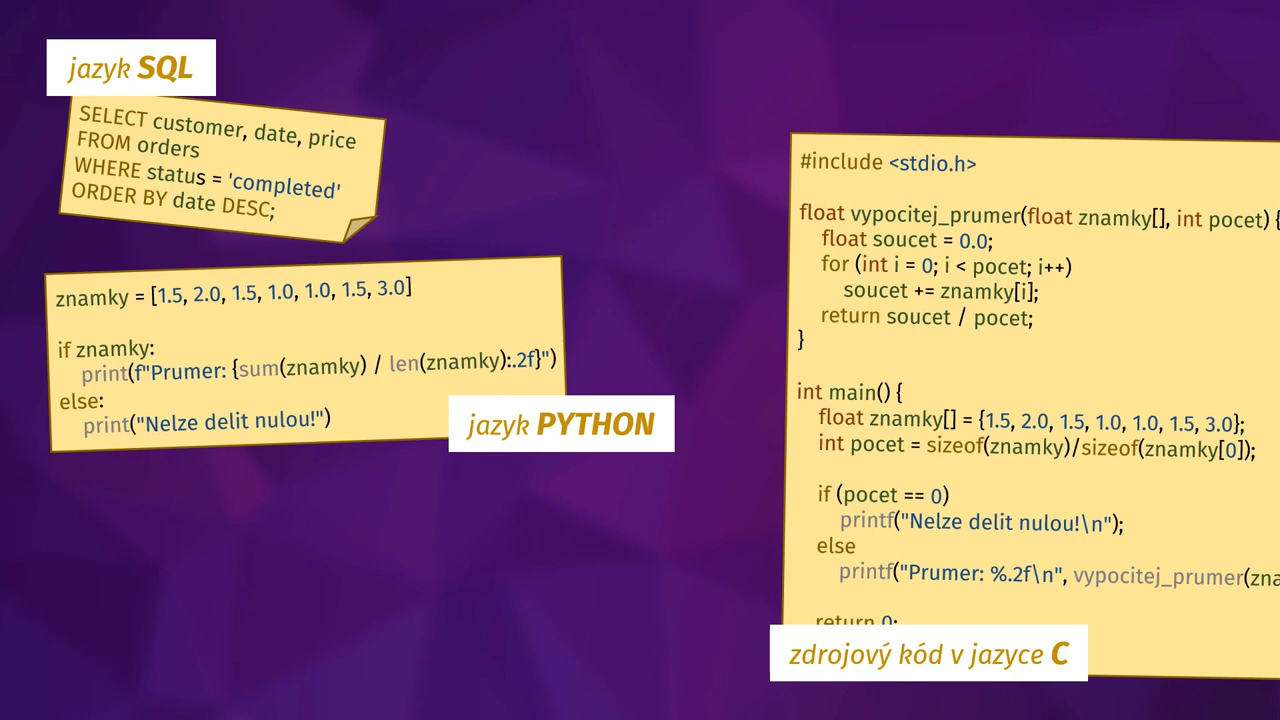 jazyk SQL
SELECT customer, date, price
FROM orders
WHERE status = 'completed'
ORDER BY date DESC;
znamky = [1.5, 2.0, 1.5, 1.0, 1.0, 1.5, 3.0]
if znamky:
print(f"Prumer: {sum(znamky) / len(znamky):.2f}")
else:
print("Nelze delit nulou!")
jazyk PYTHON
#include <stdio.h>
float vypocitej_prumer(float znamky[], int pocet) {
float soucet = 0.0;
for (int i = 0; i < pocet; i++)
soucet += znamky[i];
return soucet / pocet;
}
int main() {
float znamky[] = {1.5, 2.0, 1.5, 1.0, 1.0, 1.5, 3.0};
int pocet = sizeof(znamky)/sizeof(znamky[0]);
if (pocet == 0)
printf("Nelze delit nulou!\n");
else
printf("Prumer: %.2f\n", vypocitej_prumer(zna
return 0;
zdrojový kód v jazyce C